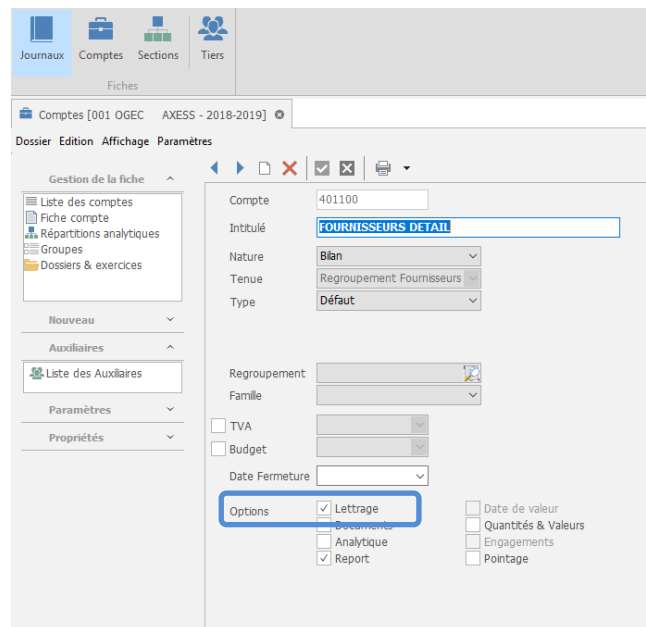 Journaux Comptes Sections Tiers
Fiches
Comptes [001 OGEC AXESS - 2018-2019]
Dossier Edition Affichage Paramètres
Gestion de la fiche
Liste des comptes
Fiche compte
Répartitions analytiques
Groupes
Dossiers & exercices
Nouveau
Auxiliaires
Liste des Auxiliaires
Paramètres
Propriétés
Compte 401100
Intitulé FOURNISSEURS DETAIL
Nature Bilan
Tenue Regroupement Fournisseurs
Type Défaut
Regroupement
Famille
TVA
Budget
Date Fermeture
Options Lettrage Date de valeur
Documents Quantités & Valeurs
Analytique Engagements
Report Pointage